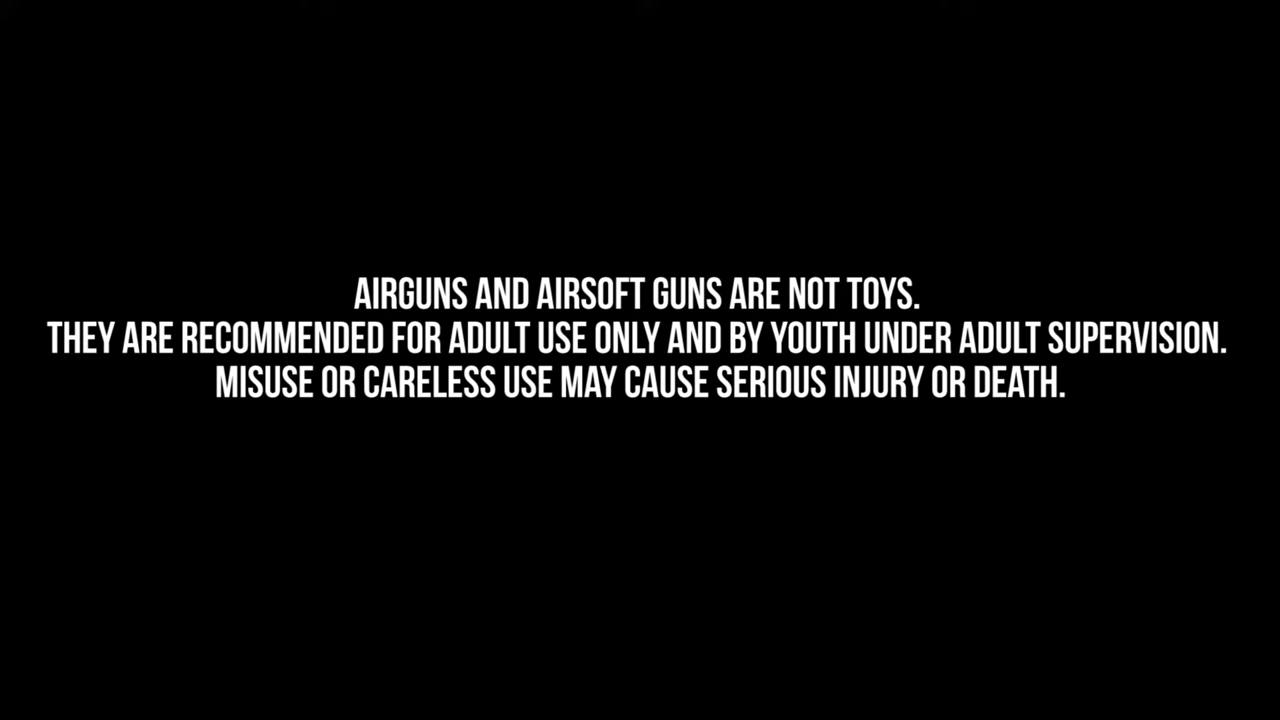 AIRGUNS AND AIRSOFT GUNS ARE NOT TOYS.
THEY ARE RECOMMENDED FOR ADULT USE ONLY AND BY YOUTH UNDER ADULT SUPERVISION.
MISUSE OR CARELESS USE MAY CAUSE SERIOUS INJURY OR DEATH.